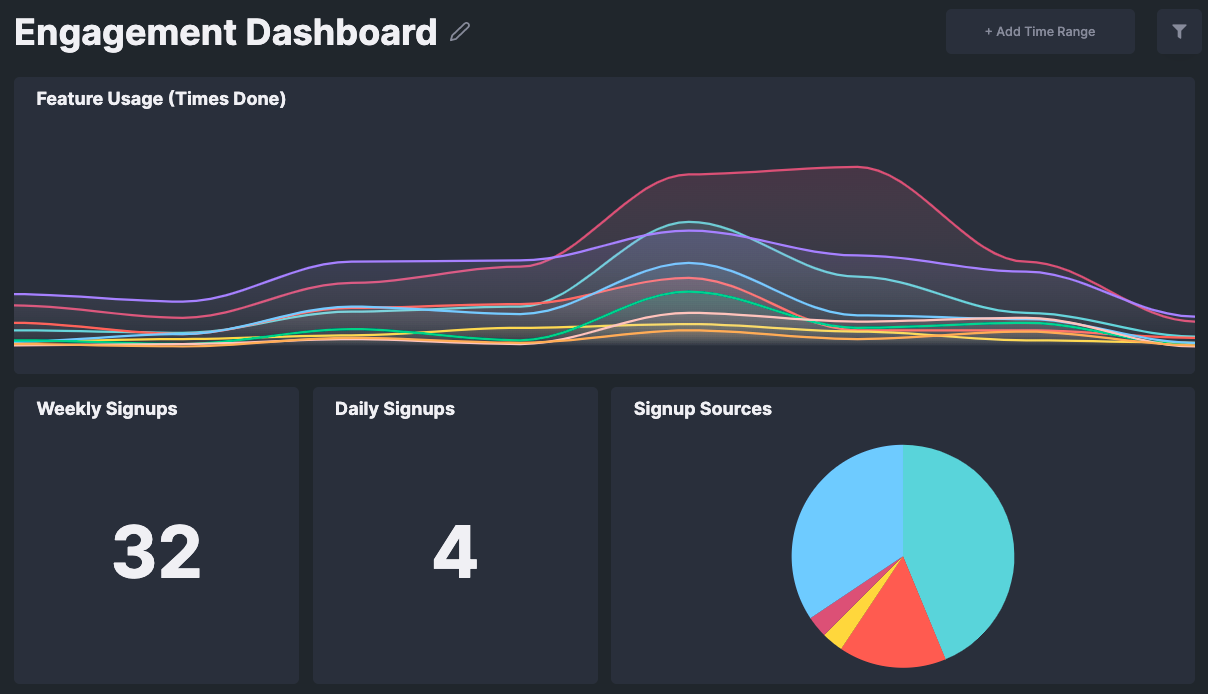 Engagement Dashboard
+ Add Time Range
Feature Usage (Times Done)
Weekly Signups
Daily Signups
Signup Sources
32
4